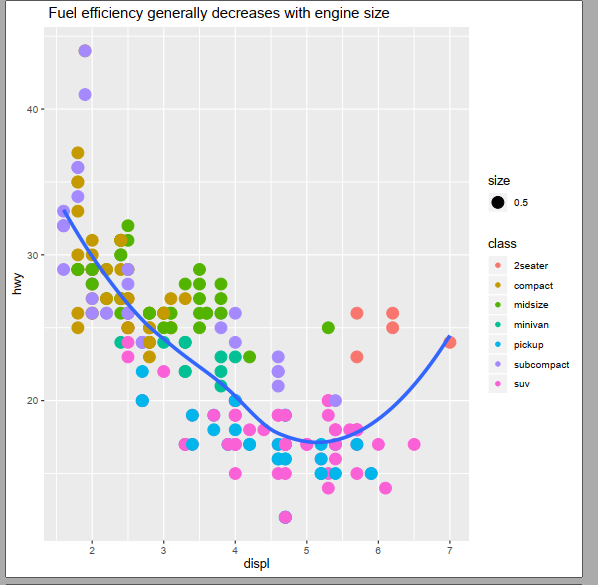 Fuel efficiency generally decreases with engine size
40
30
20
hwy
2 3 4 5 6 7
displ
size
0.5
class
2seater
compact
midsize
minivan
pickup
subcompact
suv